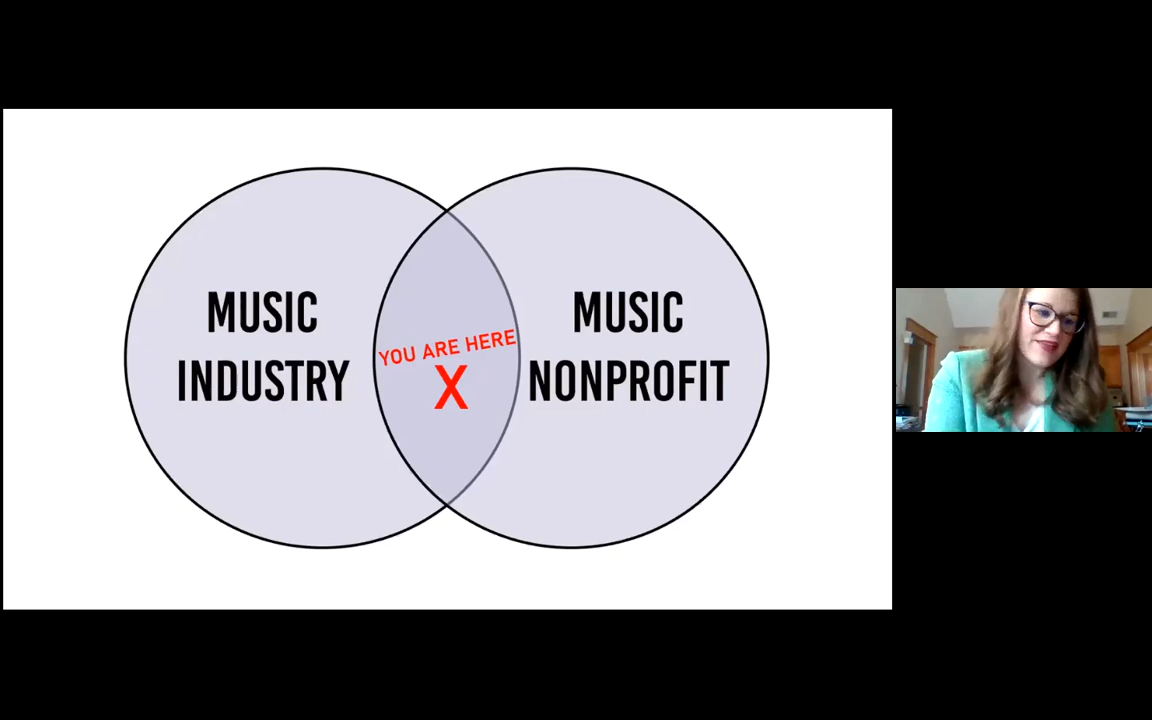 MUSIC
INDUSTRY
YOU ARE HERE
X
MUSIC
NONPROFIT